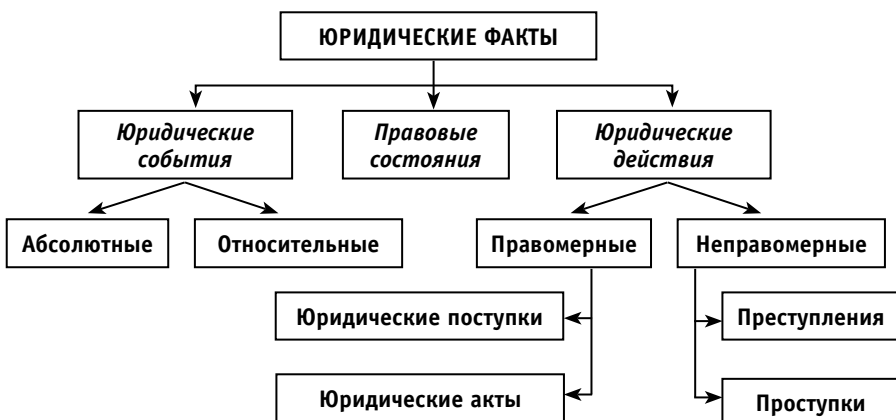 ЮРИДИЧЕСКИЕ ФАКТЫ
Юридические
события
Правовые
состояния
Юридические
действия
Абсолютные
Относительные
Правомерные
Неправомерные
Юридические поступки
Преступления
Юридические акты
Проступки